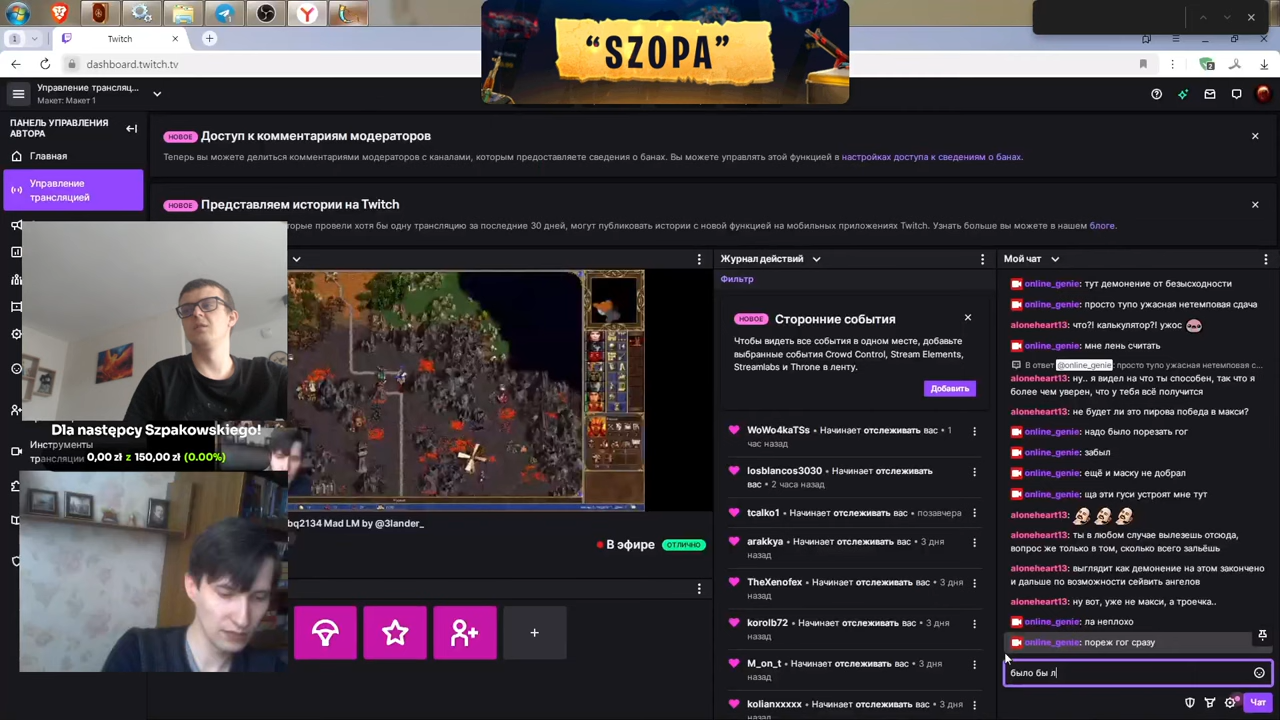 1
Twitch
dashboard.twitch.tv
"SZOPA"
2
Управление трансляц...
Макет: Макет 1
ПАНЕЛЬ УПРАВЛЕНИЯ
АВТОРА
Главная
Управление
трансляцией
НОВОЕ Доступ к комментариям модераторов
Теперь вы можете делиться комментариями модераторов с каналами, которым предоставляете сведения о банах. Вы можете управлять этой функцией в настройках доступа к сведениям о банах.
НОВОЕ Представляем истории на Twitch
которые провели хотя бы одну трансляцию за последние 30 дней, могут публиковать истории с новой функцией на мобильных приложениях Twitch. Узнать больше вы можете в нашем блоге.
Dla następcy Szpakowskiego!
Инструменты
трансляции 0,00 zł z 150,00 zł (0.00%)
bq2134 Mad LM by @3lander_
В эфире ОТЛИЧНО
Журнал действий
Фильтр
НОВОЕ Сторонние события
Чтобы видеть все события в одном месте, добавьте
выбранные события Crowd Control, Stream Elements,
Streamlabs и Throne в ленту.
Добавить
WoWo4kaTSs • Начинает отслеживать вас • 1
час назад
losblancos3030 • Начинает отслеживать
вас • 2 часа назад
tcalko1 • Начинает отслеживать вас • позавчера
arakkya • Начинает отслеживать вас • 3 дня
назад
TheXenofex • Начинает отслеживать вас • 3 дня
назад
korolb72 • Начинает отслеживать вас • 3 дня
назад
M_on_t • Начинает отслеживать вас • 3 дня
назад
kolianxxxxx • Начинает отслеживать вас • 3 дня
Мой чат
online_genie: тут демонение от безысходности
online_genie: просто тупо ужасная нетемповая сдача
aloneheart13: что?! калькулятор?! ужос
online_genie: мне лень считать
В ответ @online_genie: просто тупо ужасная нетемповая с...
aloneheart13: ну.. я видел на что ты способен, так что я
более чем уверен, что у тебя всё получится
aloneheart13: не будет ли это пирова победа в макси?
online_genie: надо было порезать гог
online_genie: забыл
online_genie: ещё и маску не добрал
online_genie: ща эти гуси устроят мне тут
aloneheart13:
aloneheart13: ты в любом случае вылезешь отсюда,
вопрос же только в том, сколько всего зальёшь
aloneheart13: выглядит как демонение на этом закончено
и дальше по возможности сейвить ангелов
aloneheart13: ну вот, уже не макси, а троечка..
online_genie: ла неплохо
online_genie: пореж гог сразу
было бы л
Чат